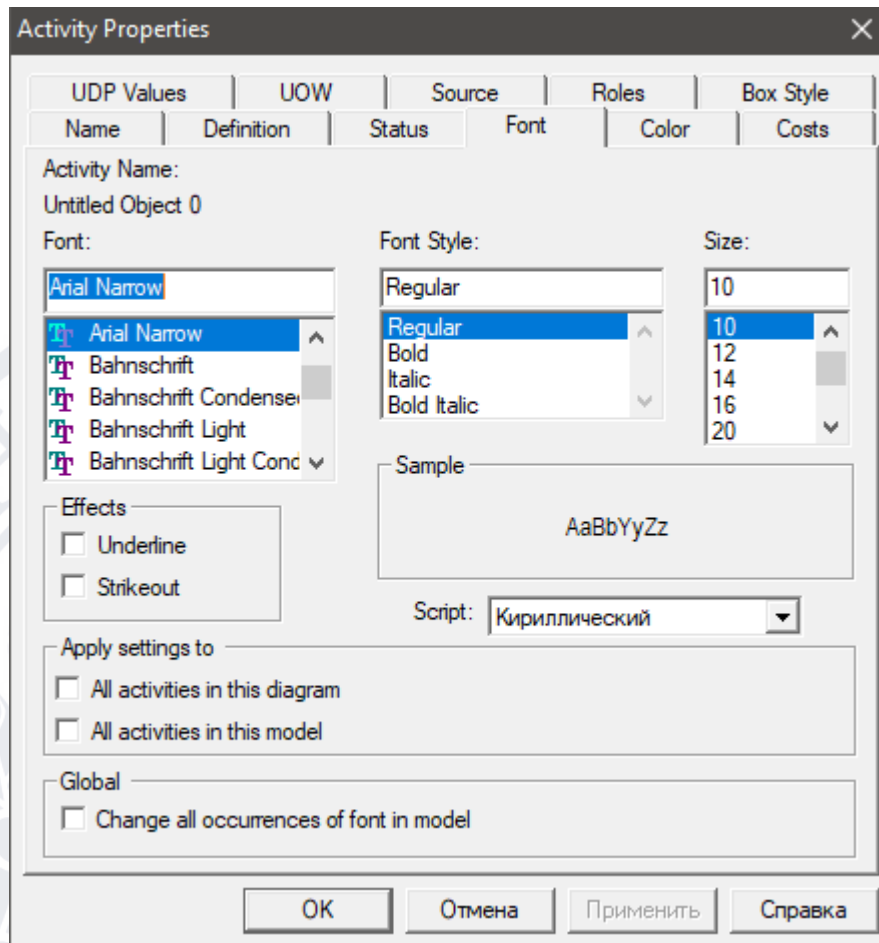 Activity Properties
UDP Values UOW Source Roles Box Style
Name Definition Status Font Color Costs
Activity Name:
Untitled Object 0
Font: Font Style: Size:
Arial Narrow Regular 10
Arial Narrow Regular 10
Bahnschrift Bold 12
Bahnschrift Condense Italic 14
Bahnschrift Light Bold Italic 16
Bahnschrift Light Cond 20
Effects Sample
Underline AaBbYyZz
Strikeout
Script: Кириллический
Apply settings to
All activities in this diagram
All activities in this model
Global
Change all occurrences of font in model
OK Отмена Применить Справка